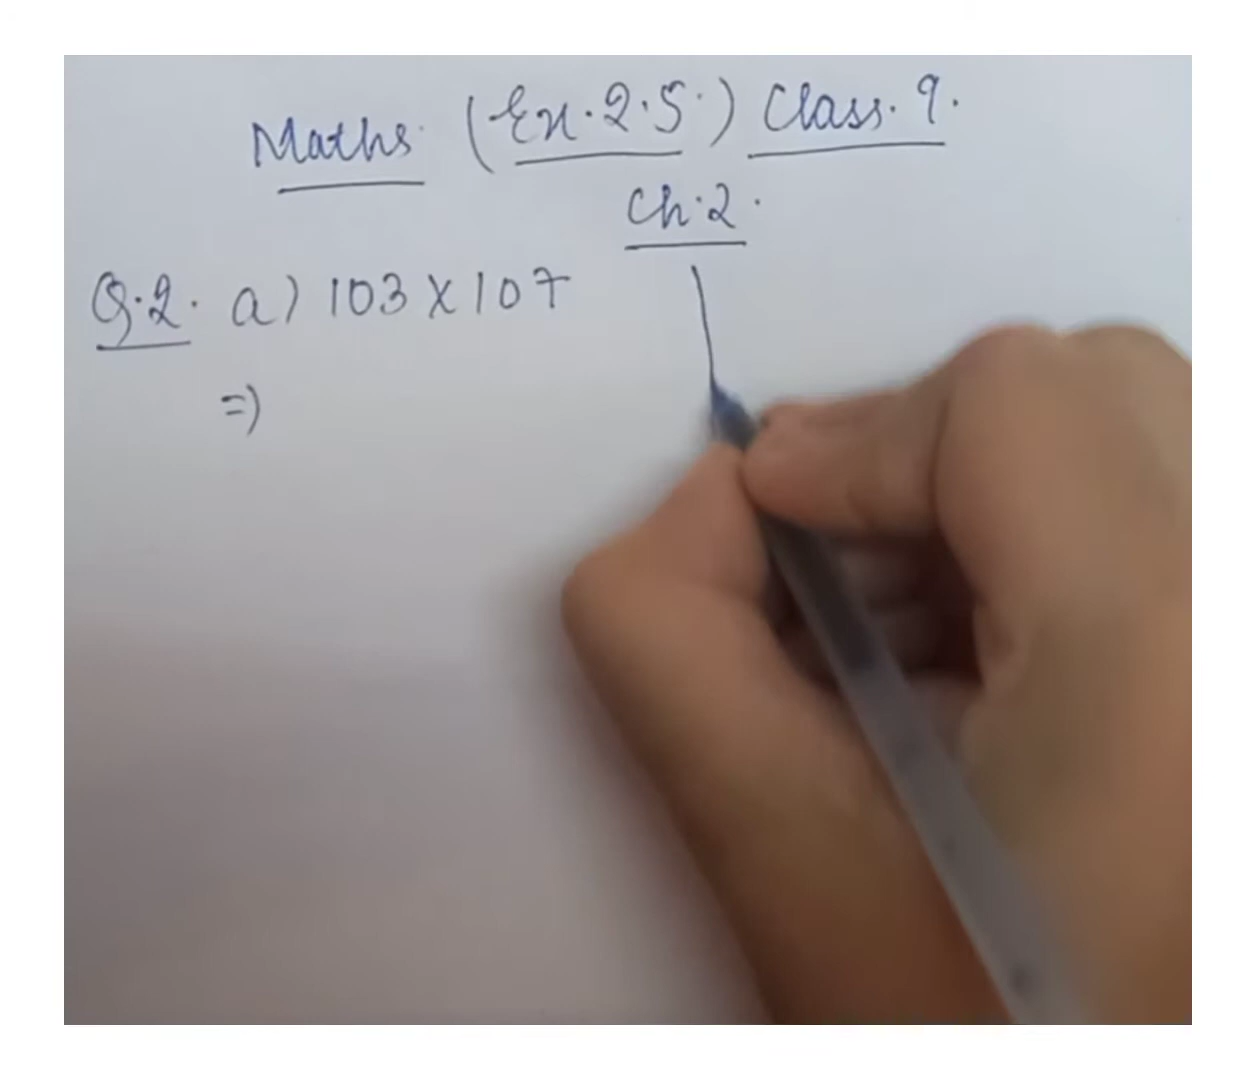 Maths (Ex. 2.5.) Class. 9.
Ch. 2.
Q.2. a) 103 x 107
=)